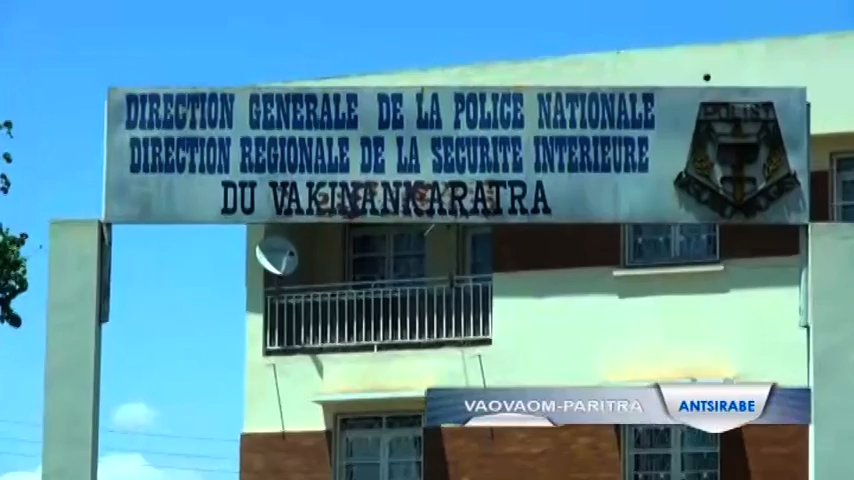 DIRECTION GENERALE DE LA POLICE NATIONALE
DIRECTION REGIONALE DE LA SECURITE INTERIEURE
DU VAKINANKARATRA
VAOVAOM-PARITRA
ANTSIRABE